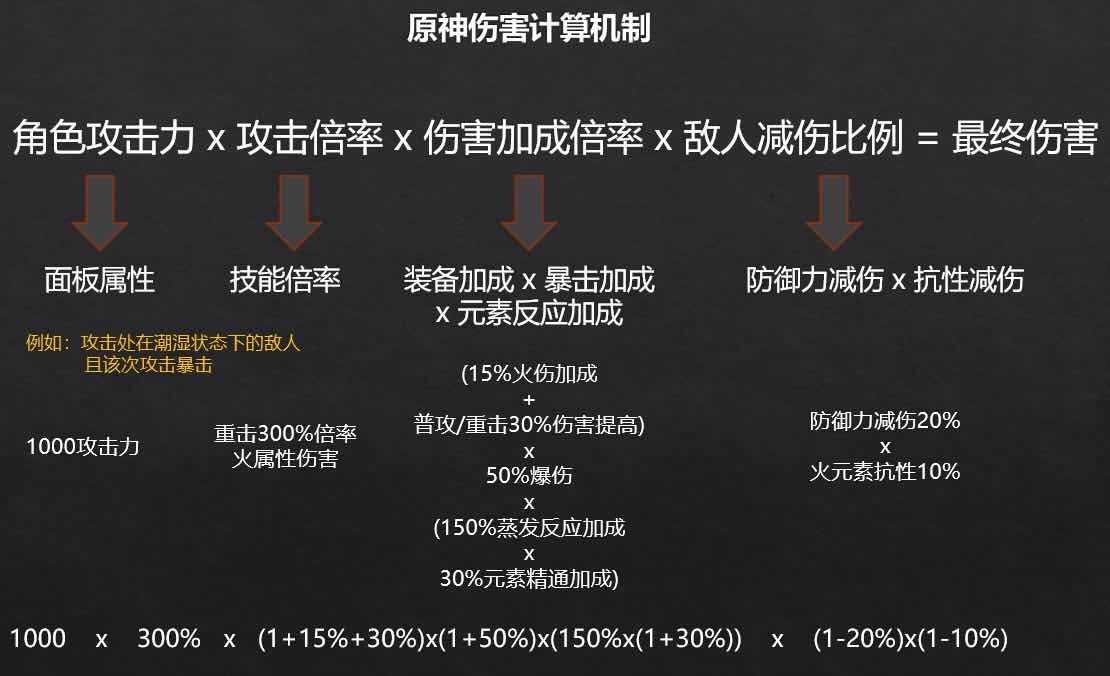 原神伤害计算机制
角色攻击力 x 攻击倍率 x 伤害加成倍率 x 敌人减伤比例 = 最终伤害
面板属性
技能倍率
装备加成 x 暴击加成
x 元素反应加成
防御力减伤 x 抗性减伤
例如：攻击处在潮湿状态下的敌人
且该次攻击暴击
1000攻击力
重击300%倍率
火属性伤害
(15%火伤加成
+
普攻/重击30%伤害提高)
x
50%爆伤
x
(150%蒸发反应加成
x
30%元素精通加成)
防御力减伤20%
x
火元素抗性10%
1000 x 300% x (1+15%+30%)x(1+50%)x(150%x(1+30%)) x (1-20%)x(1-10%)